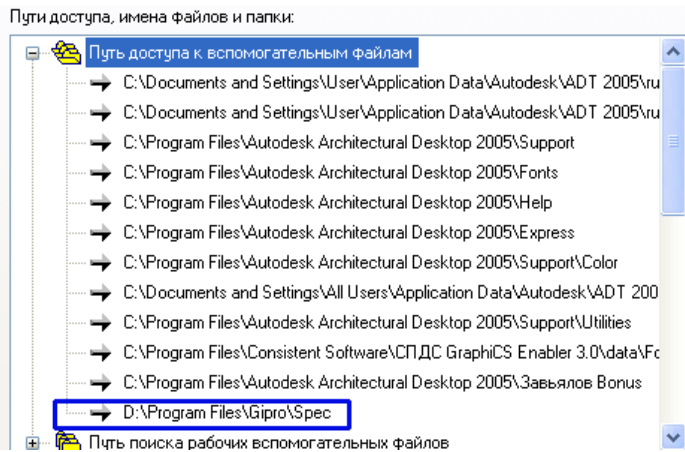 Пути доступа, имена файлов и папки:
Путь доступа к вспомогательным файлам
C:\Documents and Settings\User\Application Data\Autodesk\ADT 2005\ru
C:\Documents and Settings\User\Application Data\Autodesk\ADT 2005\ru
C:\Program Files\Autodesk Architectural Desktop 2005\Support
C:\Program Files\Autodesk Architectural Desktop 2005\Fonts
C:\Program Files\Autodesk Architectural Desktop 2005\Help
C:\Program Files\Autodesk Architectural Desktop 2005\Express
C:\Program Files\Autodesk Architectural Desktop 2005\Support\Color
C:\Documents and Settings\All Users\Application Data\Autodesk\ADT 200
C:\Program Files\Autodesk Architectural Desktop 2005\Support\Utilities
C:\Program Files\Consistent Software\СПДС GraphiCS Enabler 3.0\data\Fo
C:\Program Files\Autodesk Architectural Desktop 2005\Завьялов Bonus
D:\Program Files\Gipro\Spec
Путь поиска рабочих вспомогательных файлов